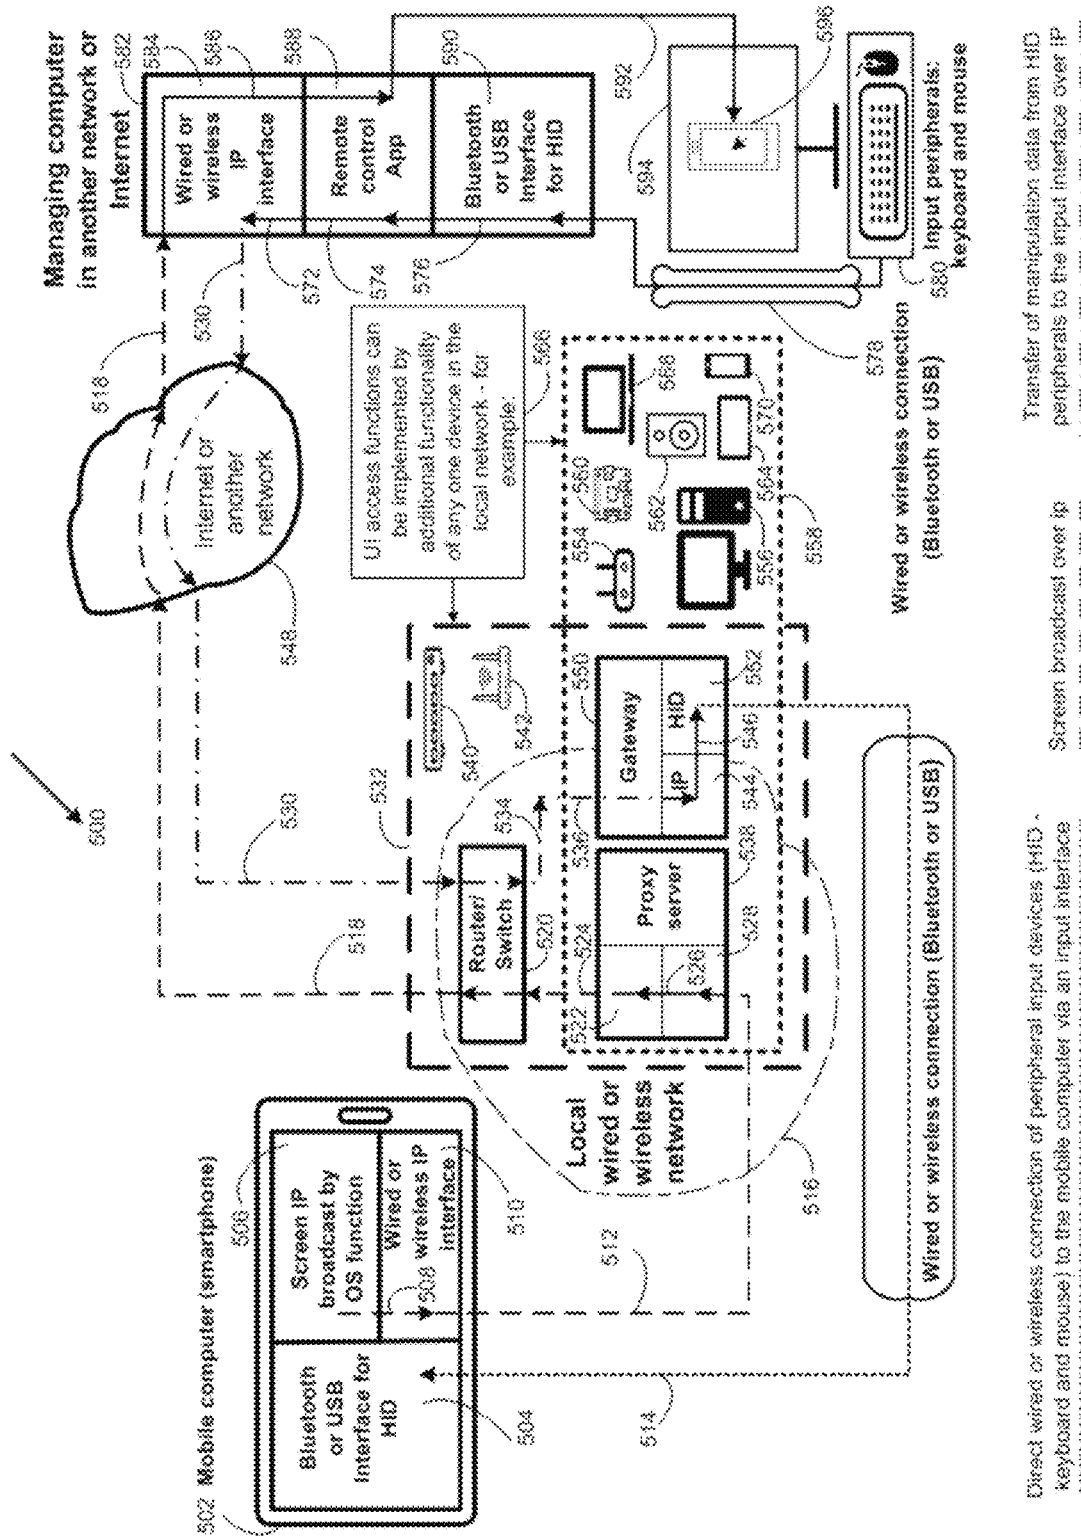 500
502 Mobile computer (smartphone)
Bluetooth
or USB
Interface for
HID
504
506
Screen IP
broadcast by
OS function
508
Wired or
wireless IP
interface
510
512
514
516
Local
wired or
wireless
network
518
518
530
530
532
Router/
Switch
520
534
540
542
522
524
526
528
Proxy
server
538
536
Gateway
550
IP
HID
544
546
552
548
Internet or
another
network
UI access functions can
be implemented by
additional functionality
of any one device in the
local network - for
example:
566
554
556
558
560
562
564
568
570
Managing computer
in another network or
Internet
582
584
586
588
590
Wired or
wireless
IP
interface
Remote
control
App
Bluetooth
or USB
Interface
for HID
572
574
576
592
594
596
578
580
Input peripherals:
keyboard and mouse
Wired or wireless connection
(Bluetooth or USB)
Wired or wireless connection (Bluetooth or USB)
Direct wired or wireless connection of peripheral input devices (HID -
keyboard and mouse) to the mobile computer via an input interface
Screen broadcast over ip
Transfer of manipulation data from HID
peripherals to the input interface over IP